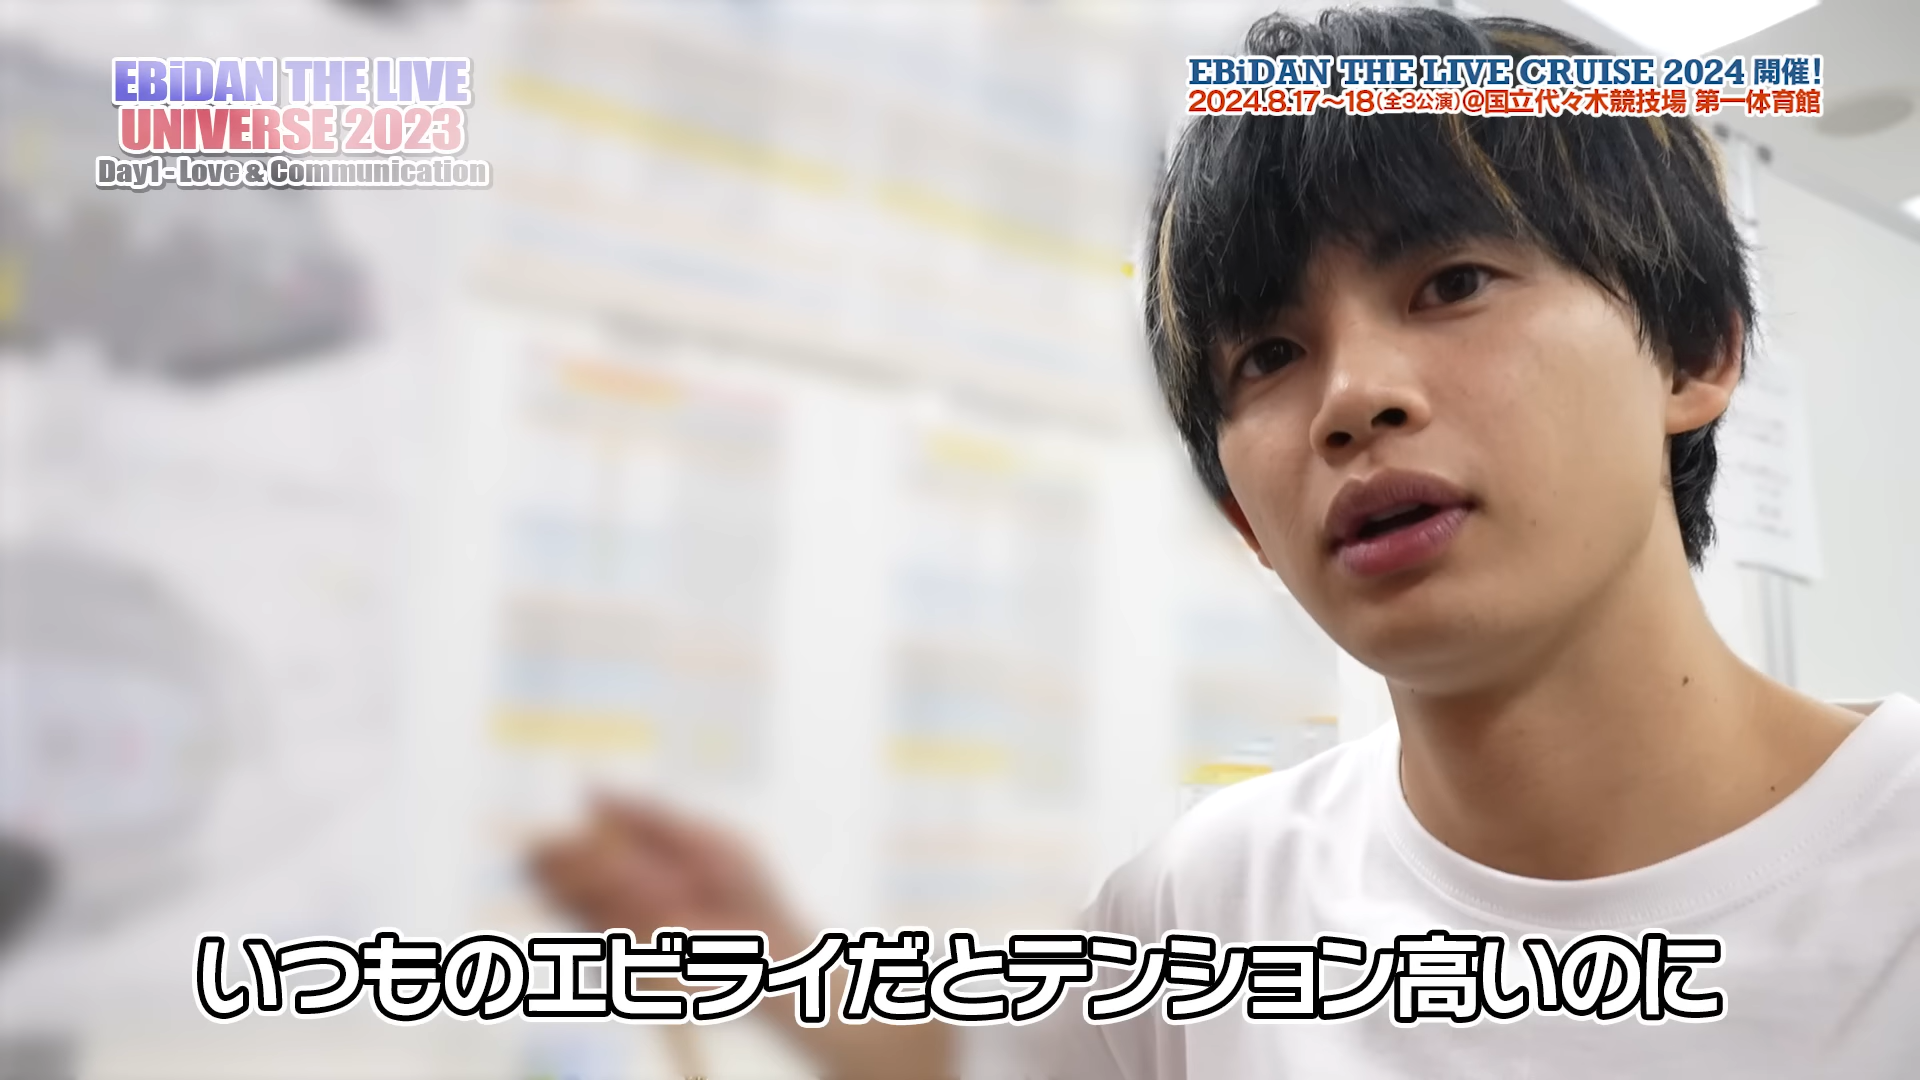 EBiDAN THE LIVE
UNIVERSE 2023
Day1 - Love & Communication
EBiDAN THE LIVE CRUISE 2024 開催!
2024.8.17～18(全3公演)@国立代々木競技場 第一体育館
いつものエビライだとテンション高いのに